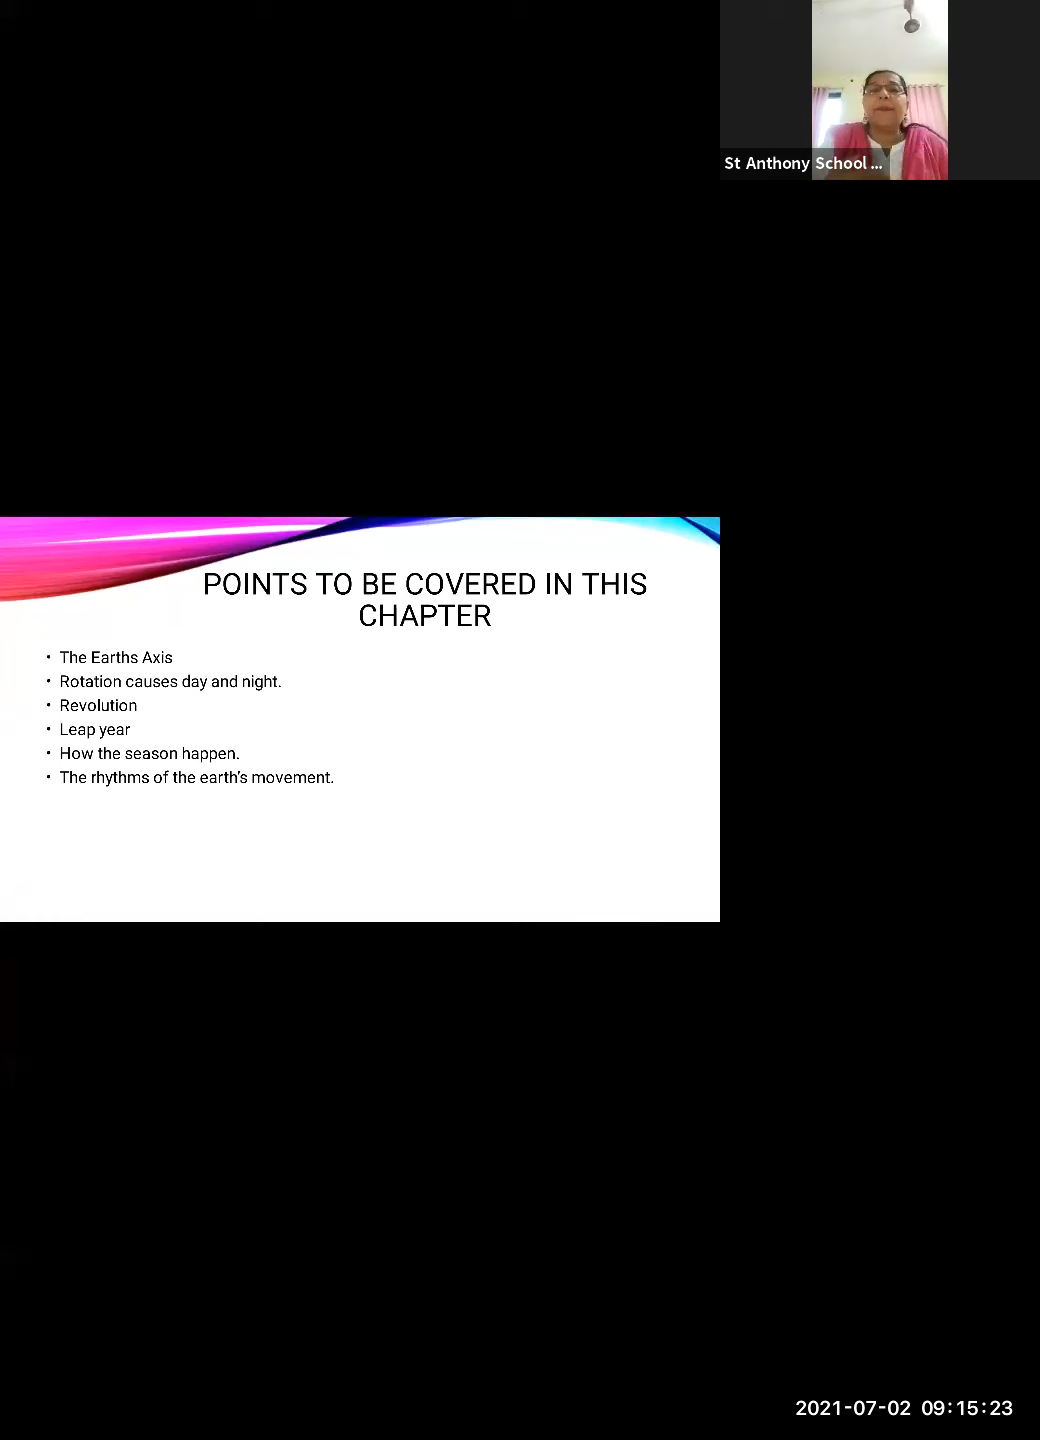 St Anthony School ...
POINTS TO BE COVERED IN THIS
CHAPTER
• The Earths Axis
• Rotation causes day and night.
• Revolution
• Leap year
• How the season happen.
• The rhythms of the earth's movement.
2021-07-02 09:15:23